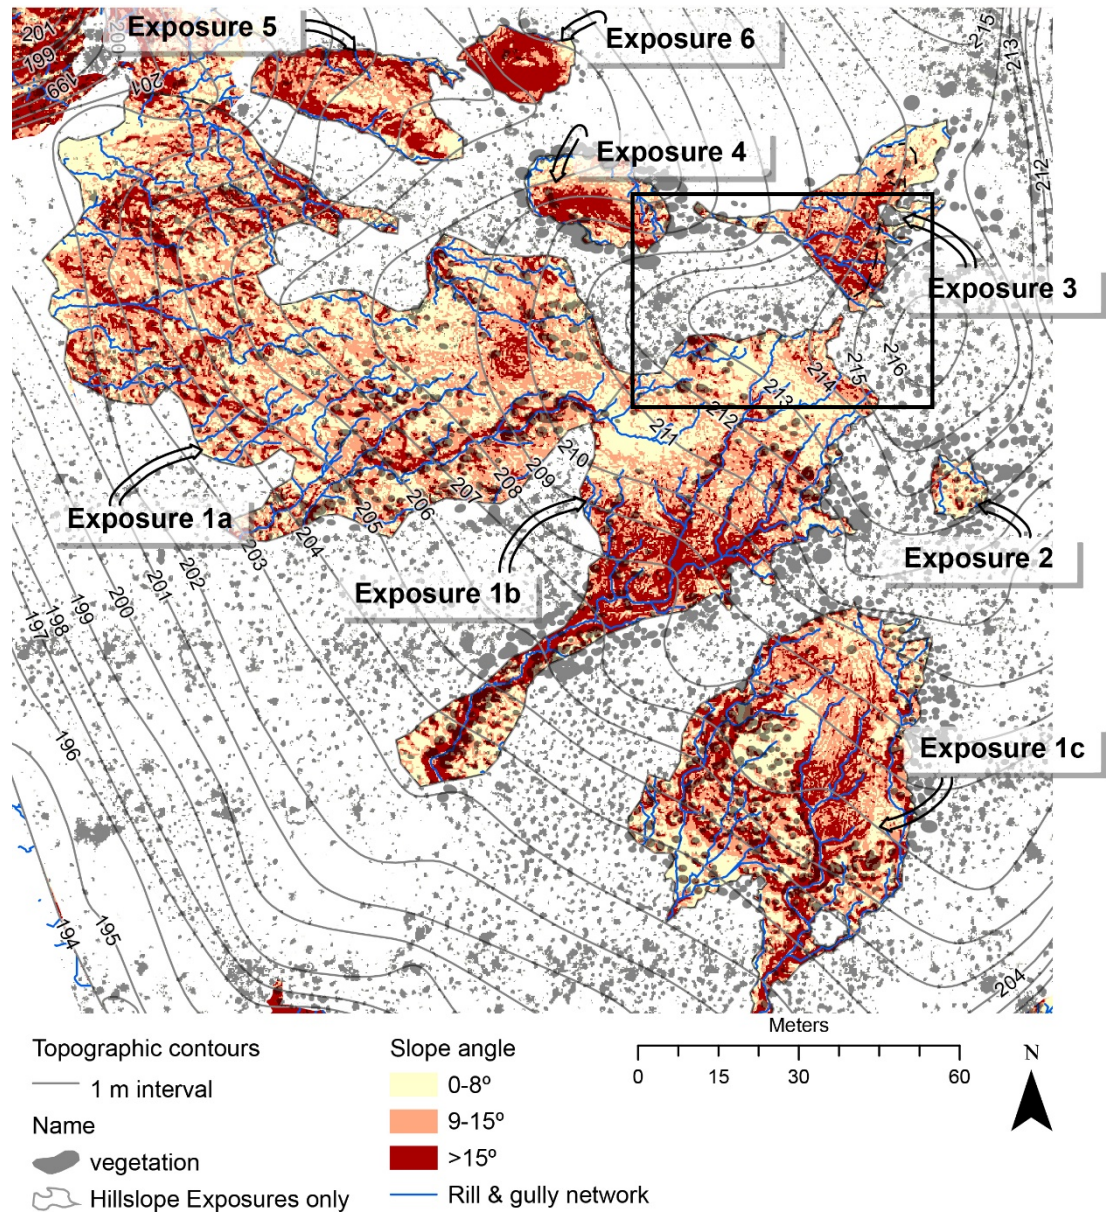 201
199
199
200
201
Exposure 5
Exposure 6
215
213
212
Exposure 4
Exposure 3
216
215
214
213
212
211
210
209
208
207
206
205
204
203
202
201
200
199
198
197
196
195
194
Exposure 1a
Exposure 1b
Exposure 2
Exposure 1c
204
Topographic contours
1 m interval
Name
vegetation
Hillslope Exposures only
Slope angle
0-8º
9-15º
>15º
Rill & gully network
Meters
0 15 30 60
N